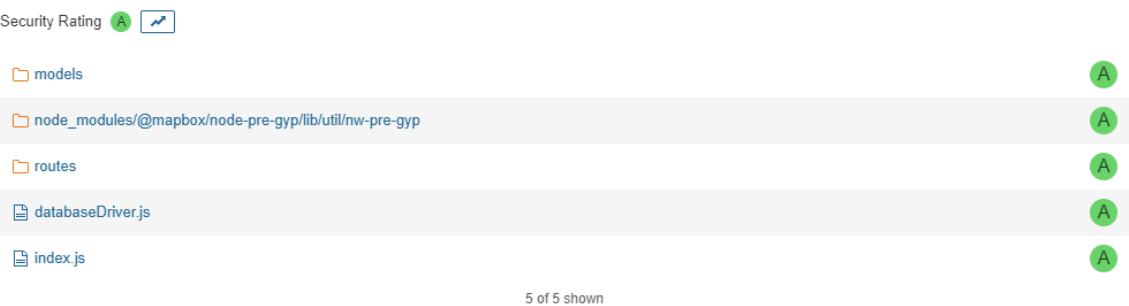 Security Rating A
models A
node_modules/@mapbox/node-pre-gyp/lib/util/nw-pre-gyp A
routes A
databaseDriver.js A
index.js A
5 of 5 shown